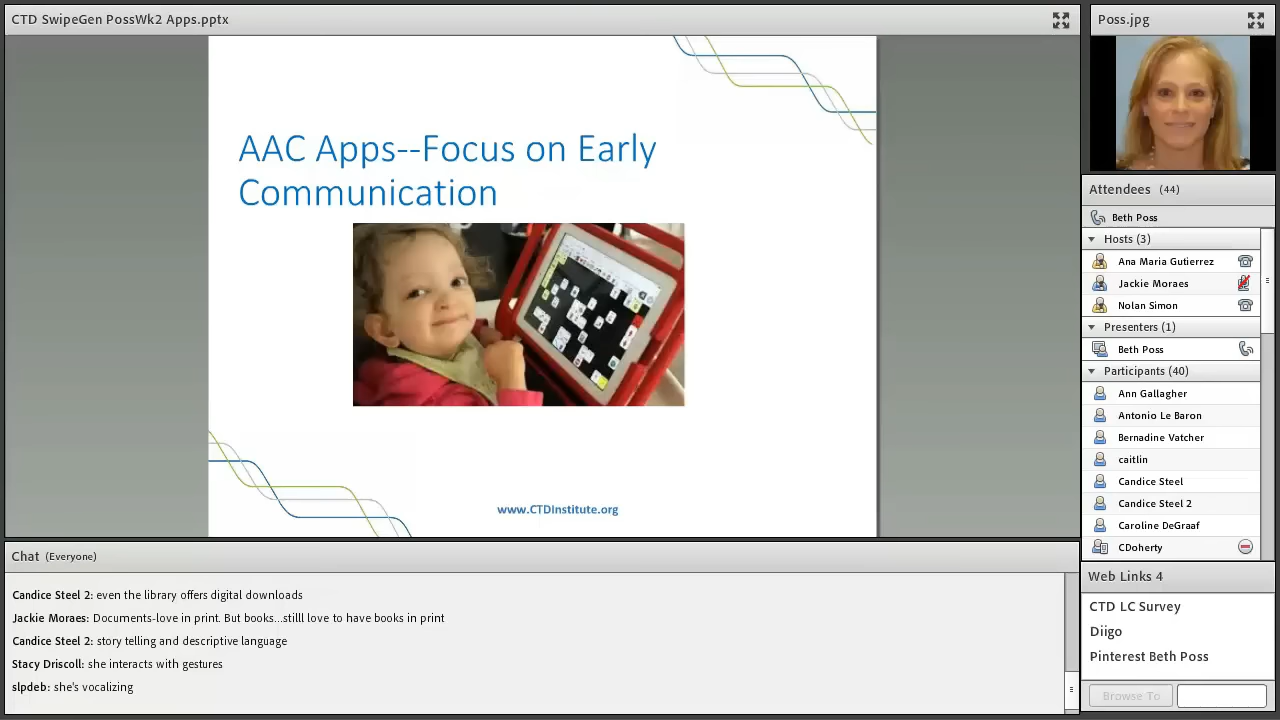 CTD SwipeGen PossWk2 Apps.pptx
AAC Apps--Focus on Early
Communication
www.CTDInstitute.org
Chat (Everyone)
Candice Steel 2: even the library offers digital downloads
Jackie Moraes: Documents-love in print. But books...stilll love to have books in print
Candice Steel 2: story telling and descriptive language
Stacy Driscoll: she interacts with gestures
slpdeb: she's vocalizing
Poss.jpg
Attendees (44)
Beth Poss
Hosts (3)
Ana Maria Gutierrez
Jackie Moraes
Nolan Simon
Presenters (1)
Beth Poss
Participants (40)
Ann Gallagher
Antonio Le Baron
Bernadine Vatcher
caitlin
Candice Steel
Candice Steel 2
Caroline DeGraaf
CDoherty
Web Links 4
CTD LC Survey
Diigo
Pinterest Beth Poss
Browse To